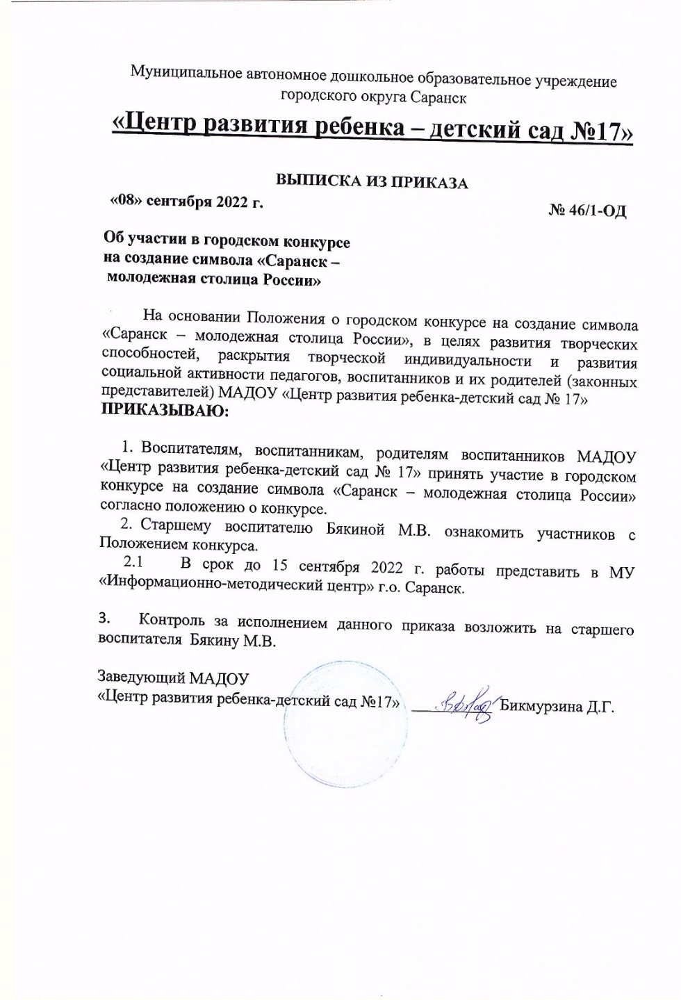 Муниципальное автономное дошкольное образовательное учреждение
городского округа Саранск
«Центр развития ребенка – детский сад №17»
ВЫПИСКА ИЗ ПРИКАЗА
«08» сентября 2022 г.
№ 46/1-ОД
Об участии в городском конкурсе
на создание символа «Саранск –
молодежная столица России»
На основании Положения о городском конкурсе на создание символа
«Саранск – молодежная столица России», в целях развития творческих
способностей, раскрытия творческой индивидуальности и развития
социальной активности педагогов, воспитанников и их родителей (законных
представителей) МАДОУ «Центр развития ребенка-детский сад № 17»
ПРИКАЗЫВАЮ:
1. Воспитателям, воспитанникам, родителям воспитанников МАДОУ
«Центр развития ребенка-детский сад № 17» принять участие в городском
конкурсе на создание символа «Саранск – молодежная столица России»
согласно положению о конкурсе.
2. Старшему воспитателю Бякиной М.В. ознакомить участников с
Положением конкурса.
2.1 В срок до 15 сентября 2022 г. работы представить в МУ
«Информационно-методический центр» г.о. Саранск.
3. Контроль за исполнением данного приказа возложить на старшего
воспитателя Бякину М.В.
Заведующий МАДОУ
«Центр развития ребенка-детский сад №17» __________ Бикмурзина Д.Г.